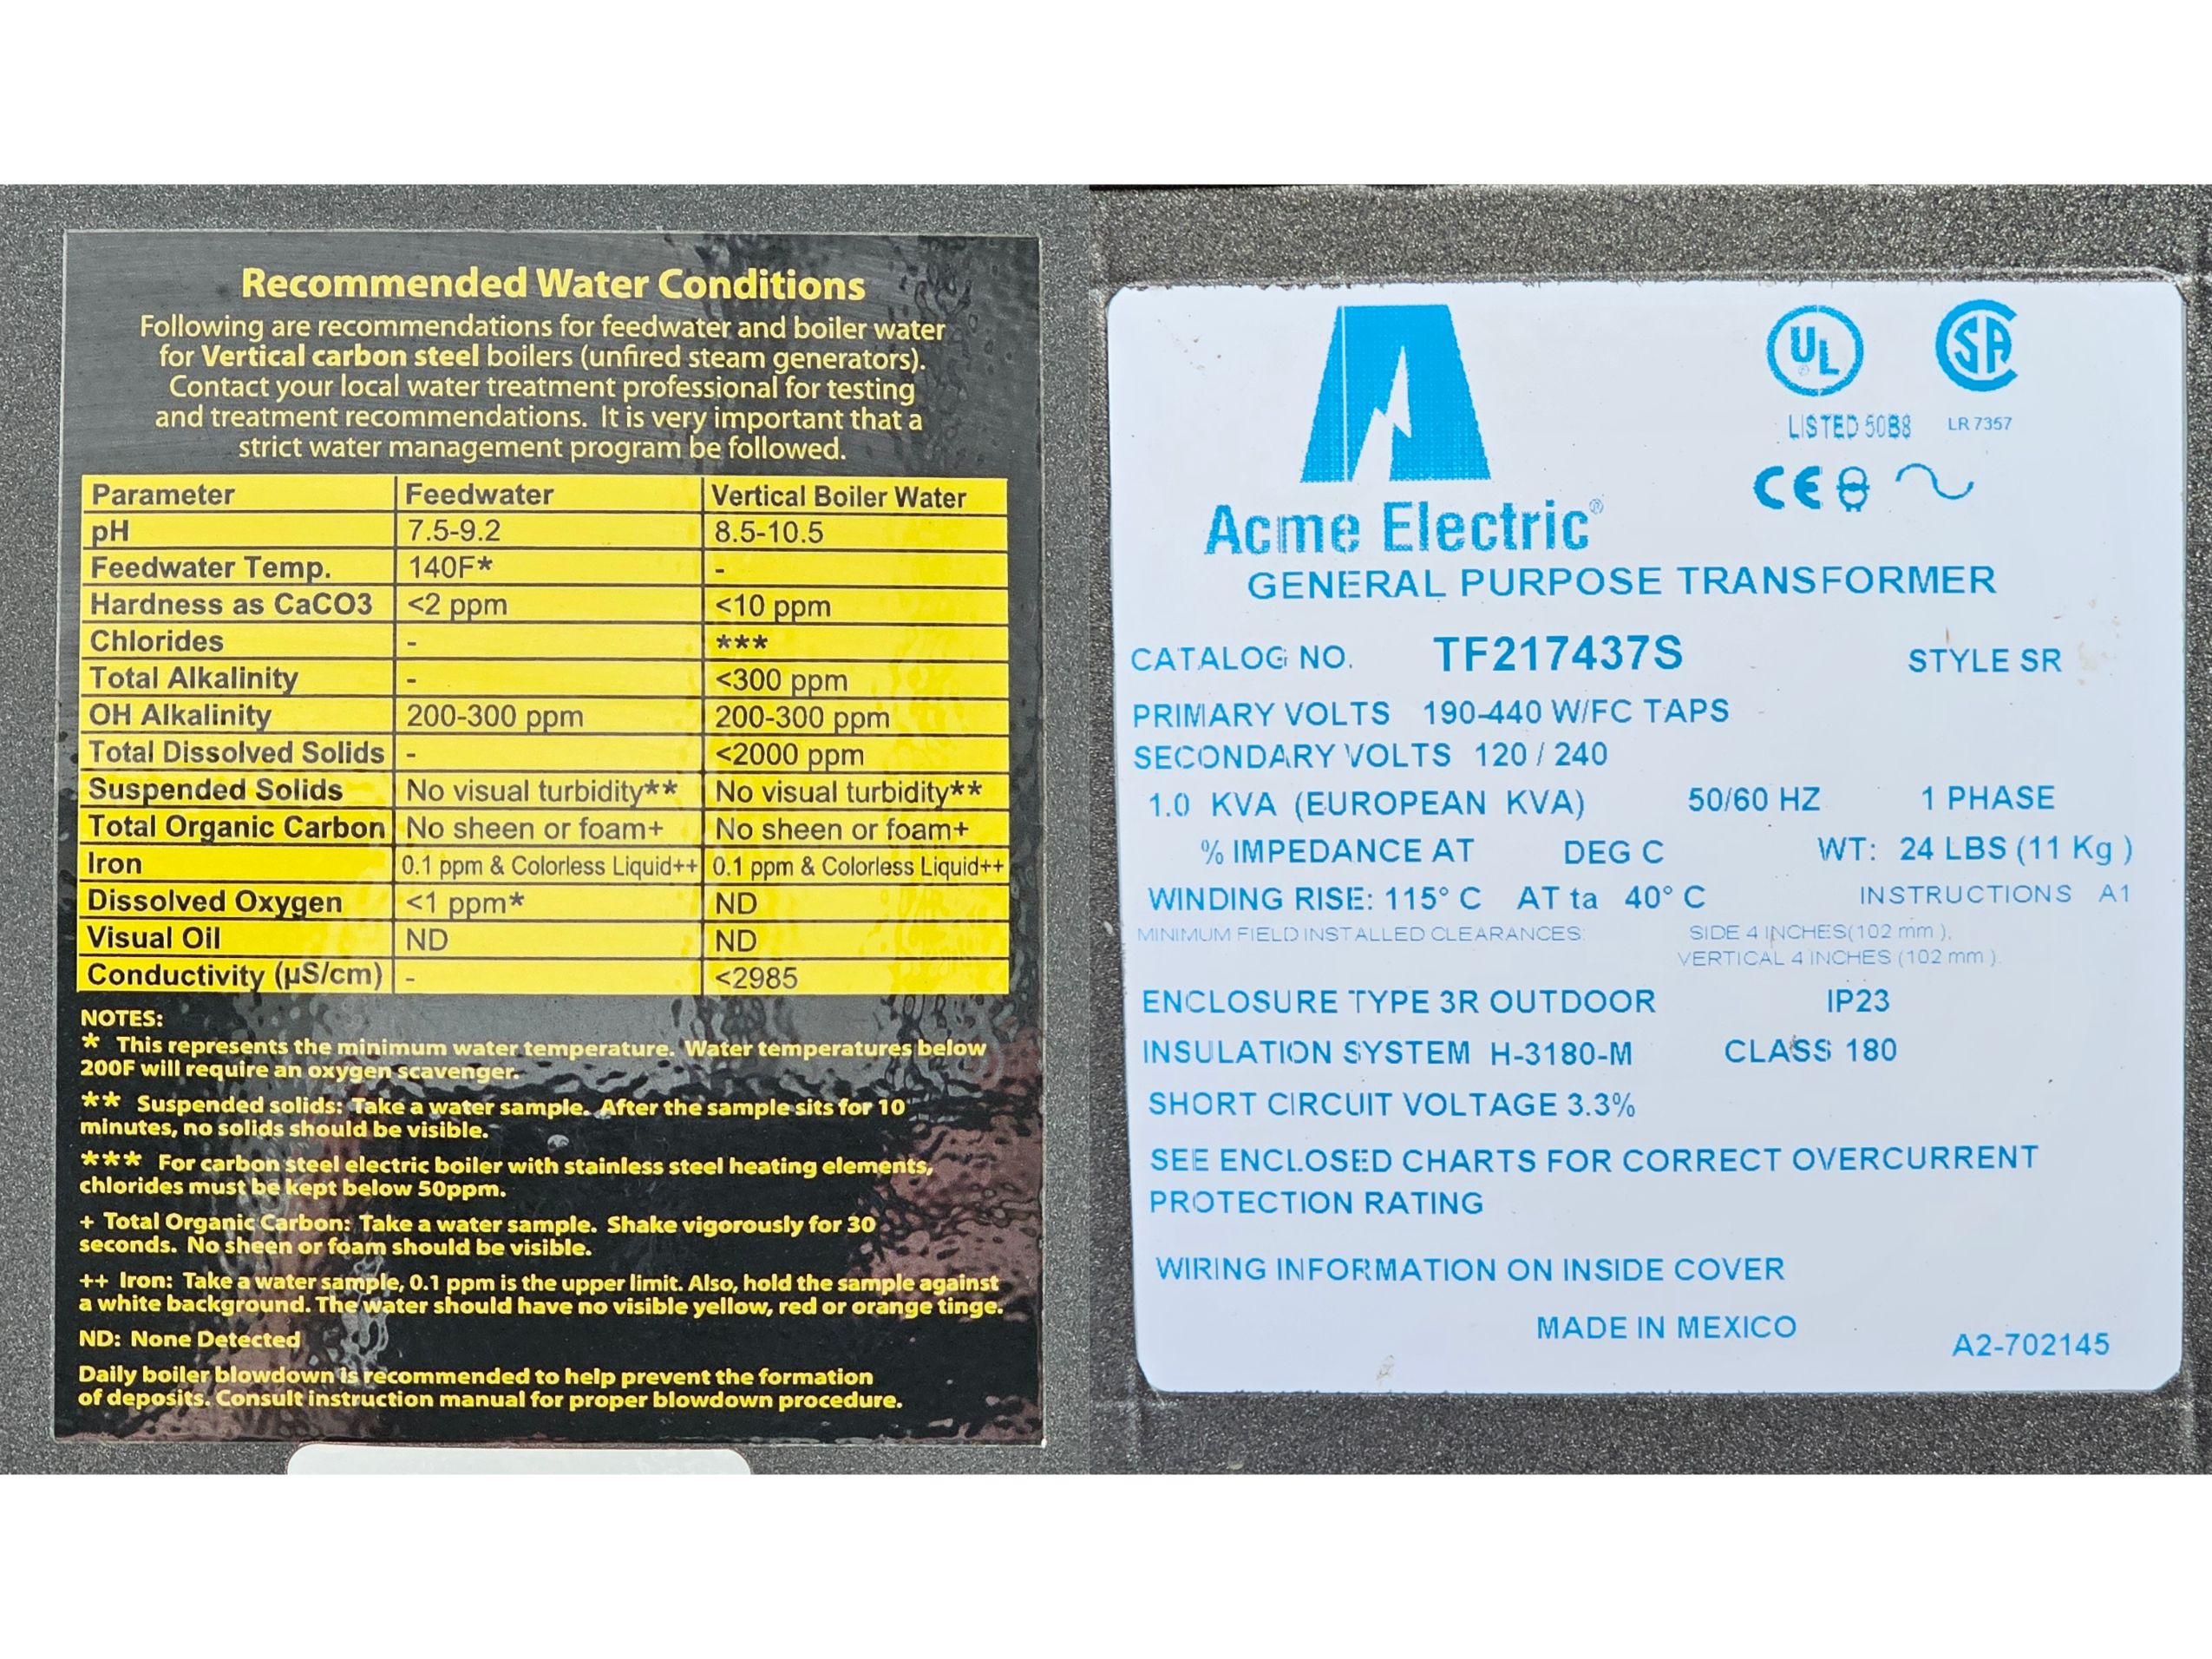 Recommended Water Conditions
Following are recommendations for feedwater and boiler water
for Vertical carbon steel boilers (unfired steam generators).
Contact your local water treatment professional for testing
and treatment recommendations. It is very important that a
strict water management program be followed.
Parameter Feedwater Vertical Boiler Water
pH 7.5-9.2 8.5-10.5
Feedwater Temp. 140F* -
Hardness as CaCO3 <2 ppm <10 ppm
Chlorides - ***
Total Alkalinity - <300 ppm
OH Alkalinity 200-300 ppm 200-300 ppm
Total Dissolved Solids - <2000 ppm
Suspended Solids No visual turbidity** No visual turbidity**
Total Organic Carbon No sheen or foam+ No sheen or foam+
Iron 0.1 ppm & Colorless Liquid++ 0.1 ppm & Colorless Liquid++
Dissolved Oxygen <1 ppm* ND
Visual Oil ND ND
Conductivity (µS/cm) - <2985
NOTES:
* This represents the minimum water temperature. Water temperatures below
200F will require an oxygen scavenger.
** Suspended solids: Take a water sample. After the sample sits for 10
minutes, no solids should be visible.
*** For carbon steel electric boiler with stainless steel heating elements,
chlorides must be kept below 50ppm.
+ Total Organic Carbon: Take a water sample. Shake vigorously for 30
seconds. No sheen or foam should be visible.
++ Iron: Take a water sample, 0.1 ppm is the upper limit. Also, hold the sample against
a white background. The water should have no visible yellow, red or orange tinge.
ND: None Detected
Daily boiler blowdown is recommended to help prevent the formation
of deposits. Consult instruction manual for proper blowdown procedure.
UL ®
SA
LISTED 50B8 LR 7357
CE
Acme Electric®
GENERAL PURPOSE TRANSFORMER
CATALOG NO. TF217437S STYLE SR
PRIMARY VOLTS 190-440 W/FC TAPS
SECONDARY VOLTS 120 / 240
1.0 KVA (EUROPEAN KVA) 50/60 HZ 1 PHASE
% IMPEDANCE AT DEG C WT: 24 LBS (11 Kg )
WINDING RISE: 115° C AT ta 40° C INSTRUCTIONS A1
MINIMUM FIELD INSTALLED CLEARANCES: SIDE 4 INCHES(102 mm ),
VERTICAL 4 INCHES (102 mm ).
ENCLOSURE TYPE 3R OUTDOOR IP23
INSULATION SYSTEM H-3180-M CLASS 180
SHORT CIRCUIT VOLTAGE 3.3%
SEE ENCLOSED CHARTS FOR CORRECT OVERCURRENT
PROTECTION RATING
WIRING INFORMATION ON INSIDE COVER
MADE IN MEXICO
A2-702145